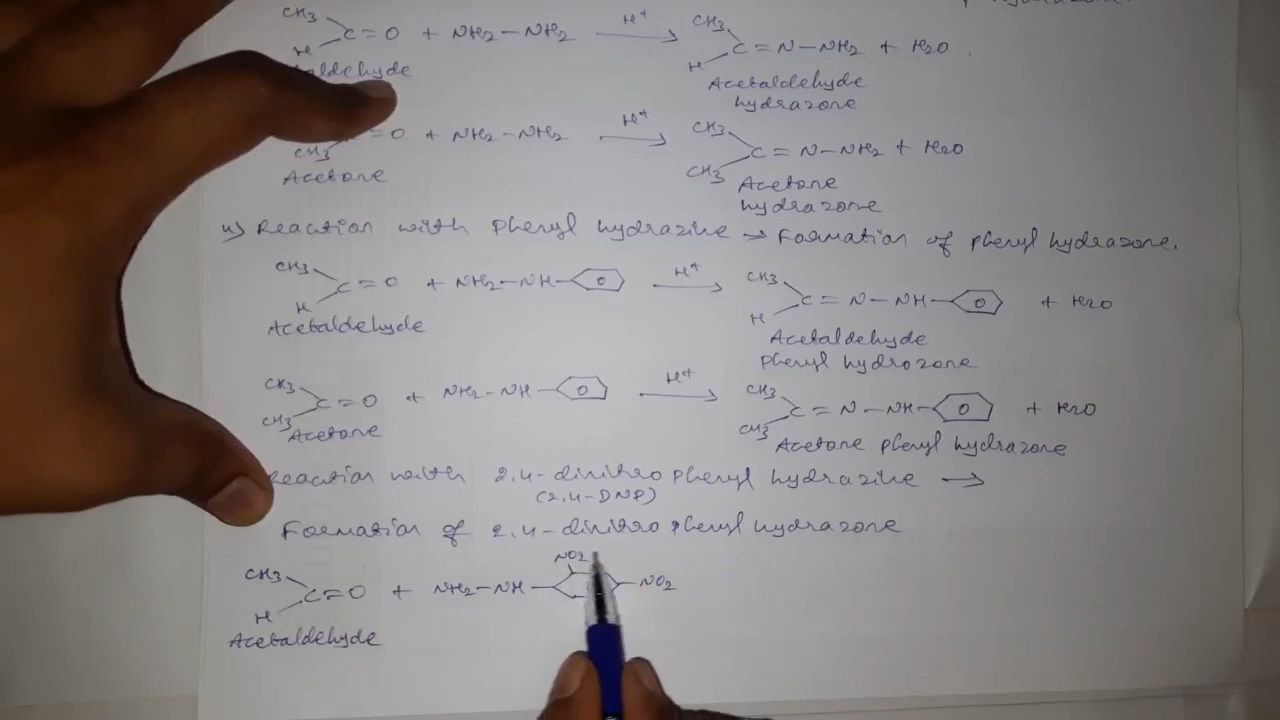 CH3
C=O + NH2-NH2 H+→ CH3
H C=N-NH2 + H2O.
H
Acetaldehyde
hydrazone
=O + NH2-NH2 H+→ CH3
CH3 C=N-NH2 + H2O
CH3
Acetone Acetone
hydrazone
4) Reaction with phenyl hydrazine → Formation of phenyl hydrazone.
CH3
C=O + NH2-NH- H+→ CH3
H C=N-NH- + H2O
H
Acetaldehyde Acetaldehyde
phenyl hydrozone
CH3
C=O + NH2-NH- H+→ CH3
CH3 C=N-NH- + H2O
CH3
Acetone Acetone phenyl hydrazone
Reaction with 2,4-dinitro phenyl hydrazine →
(2,4-DNP)
Formation of 2,4-dinitro phenyl hydrazone
NO2
CH3
C=O + NH2-NH- -NO2
H
Acetaldehyde